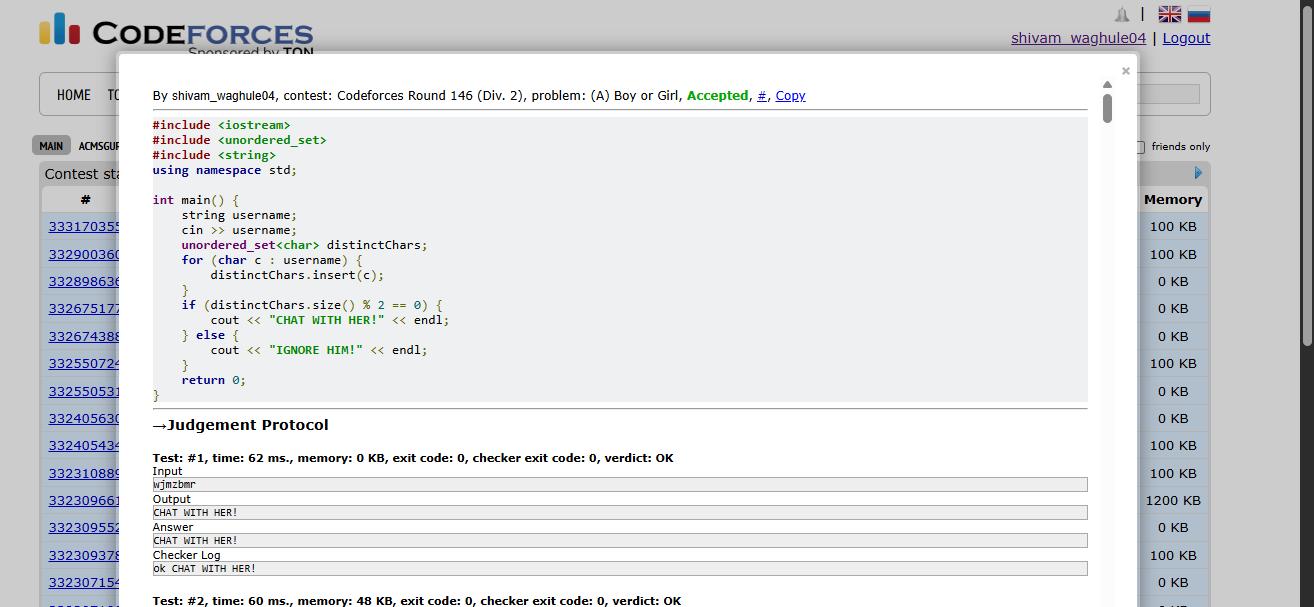 CODEFORCES
Sponsored by TON
|
shivam_waghule04 | Logout
HOME
×
By shivam_waghule04, contest: Codeforces Round 146 (Div. 2), problem: (A) Boy or Girl, Accepted, #, Copy
MAIN ACMSGU
friends only
#include <iostream>
#include <unordered_set>
#include <string>
using namespace std;
int main() {
    string username;
    cin >> username;
    unordered_set<char> distinctChars;
    for (char c : username) {
        distinctChars.insert(c);
    }
    if (distinctChars.size() % 2 == 0) {
        cout << "CHAT WITH HER!" << endl;
    } else {
        cout << "IGNORE HIM!" << endl;
    }
    return 0;
}
→Judgement Protocol
Test: #1, time: 62 ms., memory: 0 KB, exit code: 0, checker exit code: 0, verdict: OK
Input
wjmzbmr
Output
CHAT WITH HER!
Answer
CHAT WITH HER!
Checker Log
ok CHAT WITH HER!
Test: #2, time: 60 ms., memory: 48 KB, exit code: 0, checker exit code: 0, verdict: OK
Contest sta
#
333170355
332900360
332898636
332675177
332674388
332550724
332550531
332405630
332405434
332310889
332309661
332309552
332309378
332307154
Memory
100 KB
100 KB
0 KB
0 KB
0 KB
100 KB
0 KB
0 KB
100 KB
100 KB
1200 KB
0 KB
100 KB
0 KB